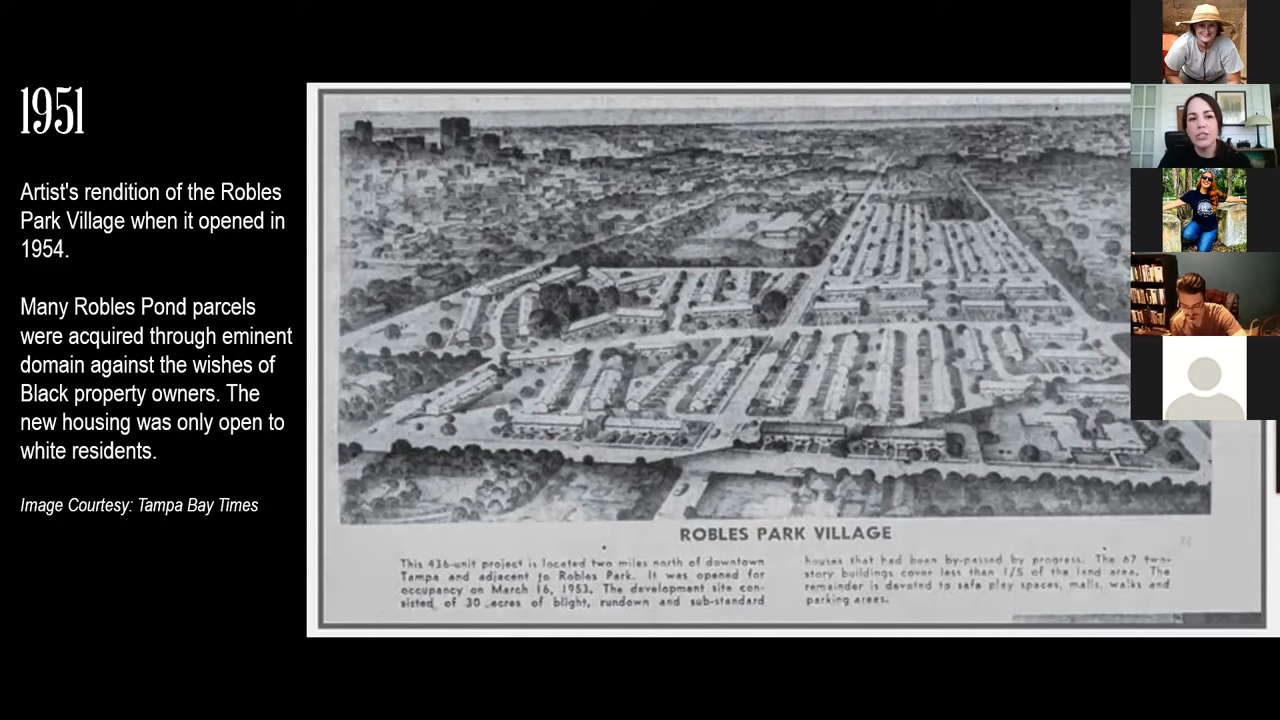 1951
Artist's rendition of the Robles
Park Village when it opened in
1954.
Many Robles Pond parcels
were acquired through eminent
domain against the wishes of
Black property owners. The
new housing was only open to
white residents.
Image Courtesy: Tampa Bay Times
ROBLES PARK VILLAGE
This 436-unit project is located two miles north of downtown
Tampa and adjacent to Robles Park. It was opened for
occupancy on March 16, 1953. The development site con-
sisted of 30 acres of blight, rundown and sub-standard
houses that had been by-passed by progress. The 67 two-
story buildings cover less than 1/5 of the land area. The
remainder is devoted to safe play spaces, malls, walks and
parking areas.